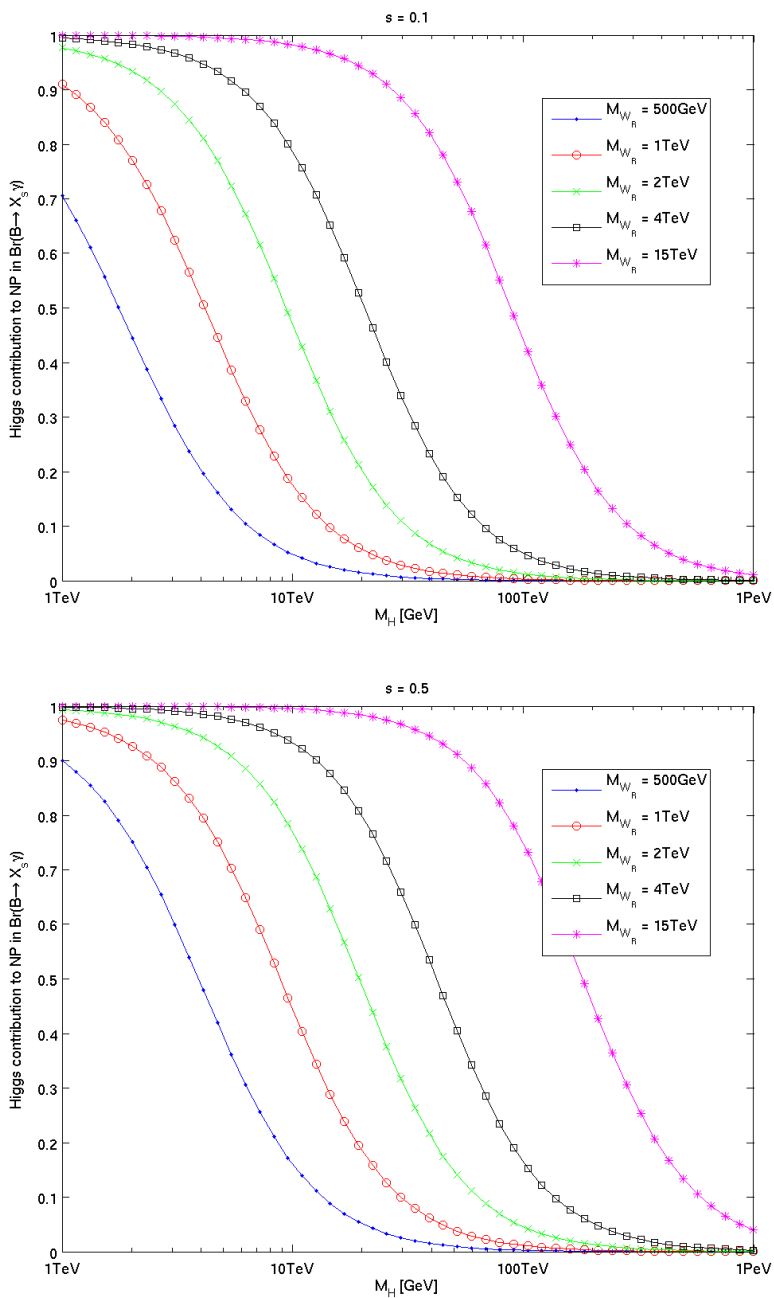 s = 0.1
Higgs contribution to NP in Br(B→ X_S γ)
1
0.9
0.8
0.7
0.6
0.5
0.4
0.3
0.2
0.1
0
M_{W_R} = 500GeV
M_{W_R} = 1TeV
M_{W_R} = 2TeV
M_{W_R} = 4TeV
M_{W_R} = 15TeV
1TeV 10TeV 100TeV 1PeV
M_H [GeV]
s = 0.5
Higgs contribution to NP in Br(B→ X_S γ)
1
0.9
0.8
0.7
0.6
0.5
0.4
0.3
0.2
0.1
0
M_{W_R} = 500GeV
M_{W_R} = 1TeV
M_{W_R} = 2TeV
M_{W_R} = 4TeV
M_{W_R} = 15TeV
1TeV 10TeV 100TeV 1PeV
M_H [GeV]